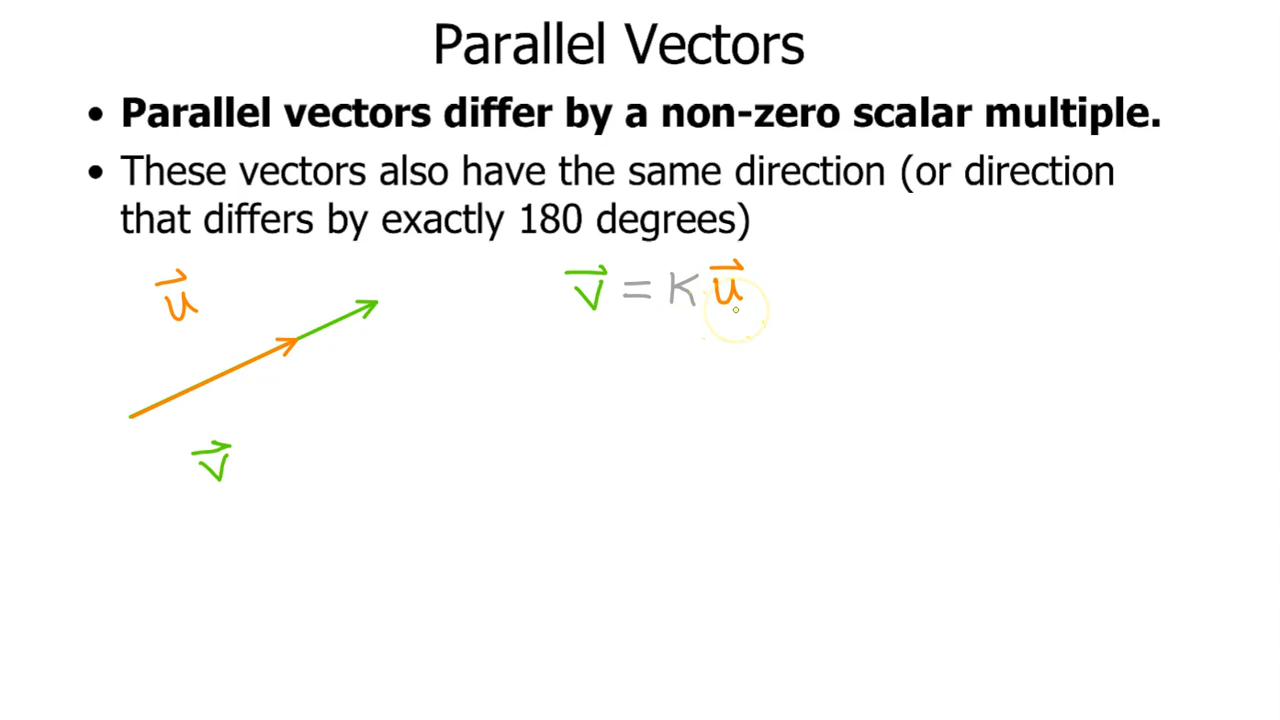 Parallel Vectors
• Parallel vectors differ by a non-zero scalar multiple.
• These vectors also have the same direction (or direction
that differs by exactly 180 degrees)
u⃗
v⃗ = K u⃗
v⃗